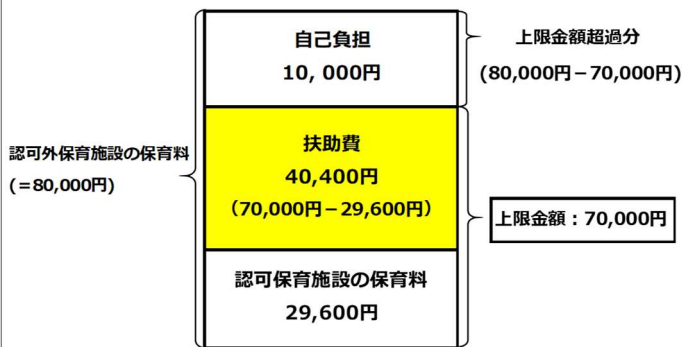 自己負担
10, 000円
上限金額超過分
(80,000円－70,000円)
認可外保育施設の保育料
(＝80,000円)
扶助費
40,400円
（70,000円－29,600円）
上限金額：70,000円
認可保育施設の保育料
29,600円